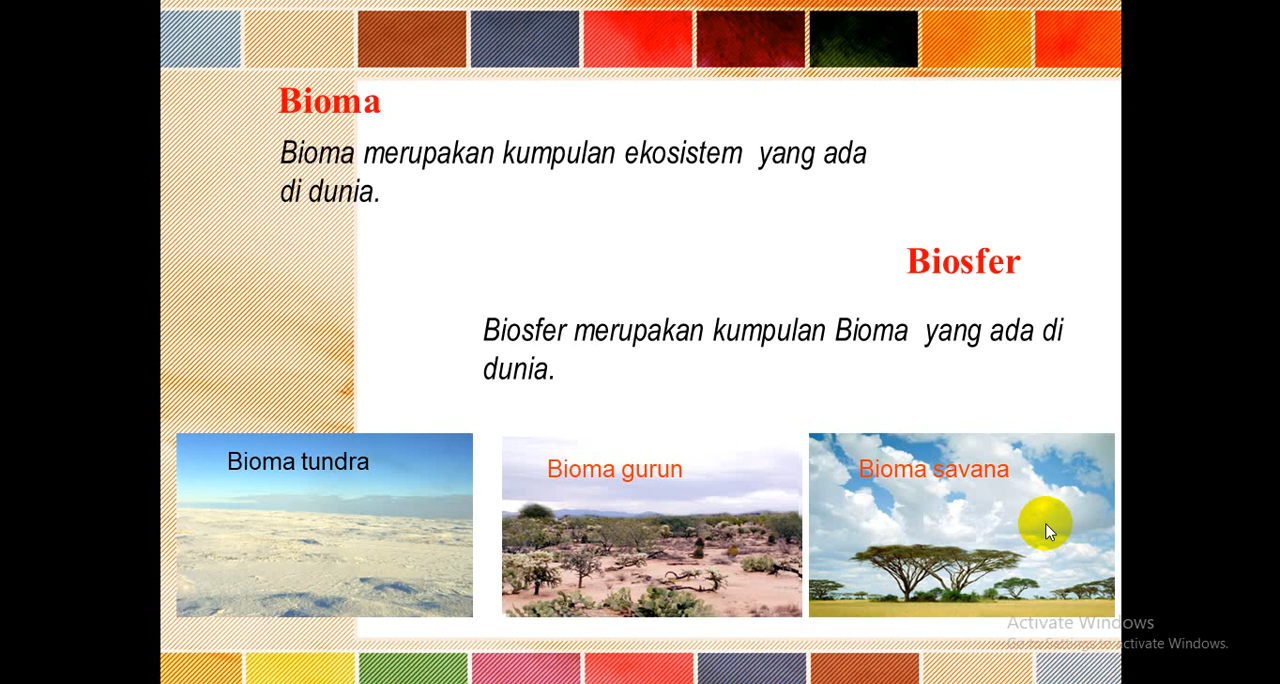 Bioma
Bioma merupakan kumpulan ekosistem yang ada
di dunia.
Biosfer
Biosfer merupakan kumpulan Bioma yang ada di
dunia.
Bioma tundra
Bioma gurun
Bioma savana
Activate Windows
Go to Settings to activate Windows.